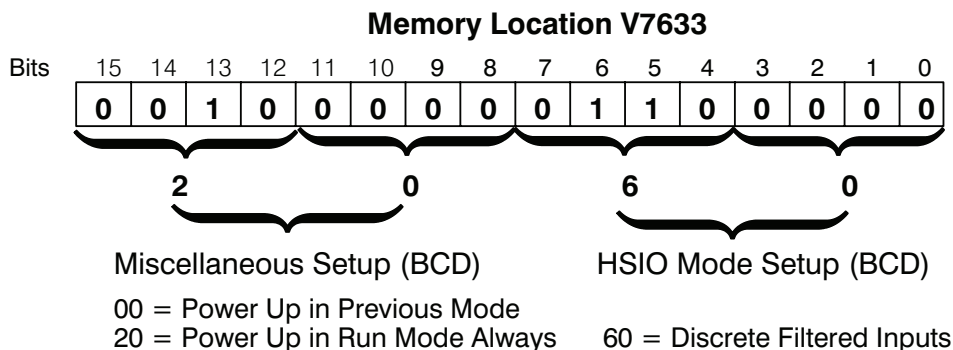 Memory Location V7633
Bits 15 14 13 12 11 10 9 8 7 6 5 4 3 2 1 0
0 0 1 0 0 0 0 0 0 1 1 0 0 0 0 0
2 0 6 0
Miscellaneous Setup (BCD) HSIO Mode Setup (BCD)
00 = Power Up in Previous Mode
20 = Power Up in Run Mode Always 60 = Discrete Filtered Inputs